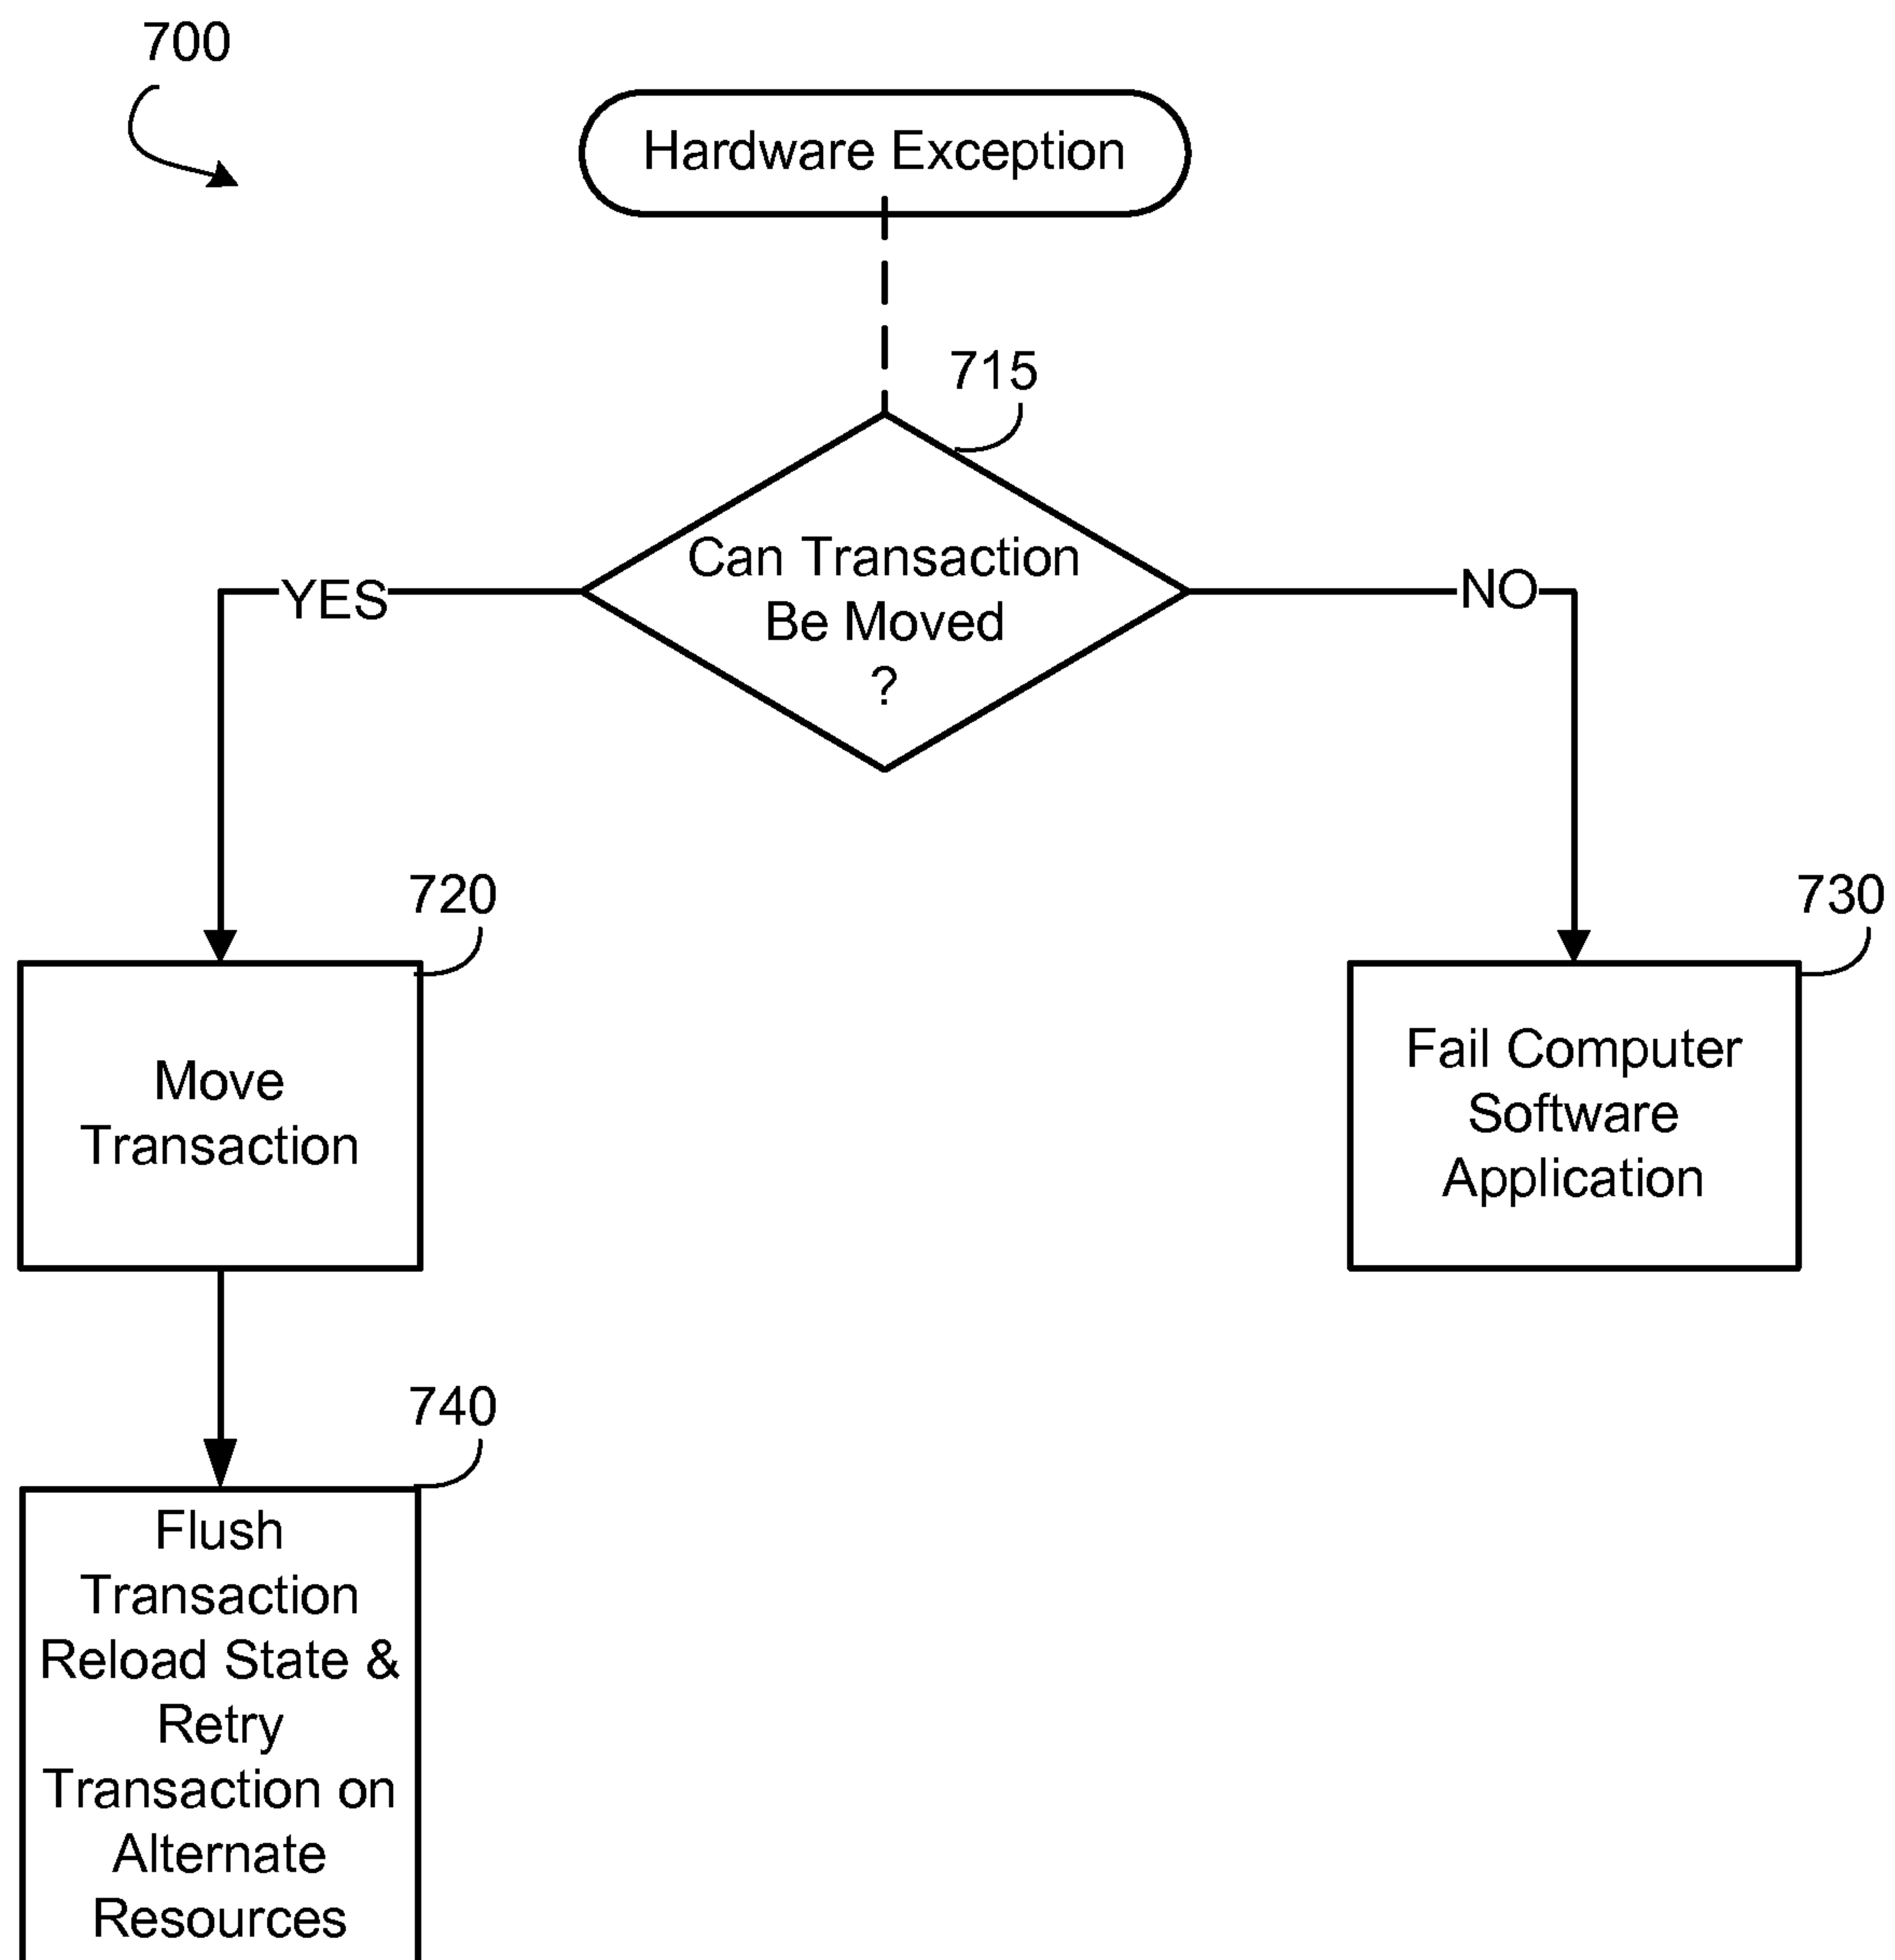 700
Hardware Exception
715
Can Transaction
Be Moved
?
YES
NO
720
730
Move
Transaction
Fail Computer
Software
Application
740
Flush
Transaction
Reload State &
Retry
Transaction on
Alternate
Resources